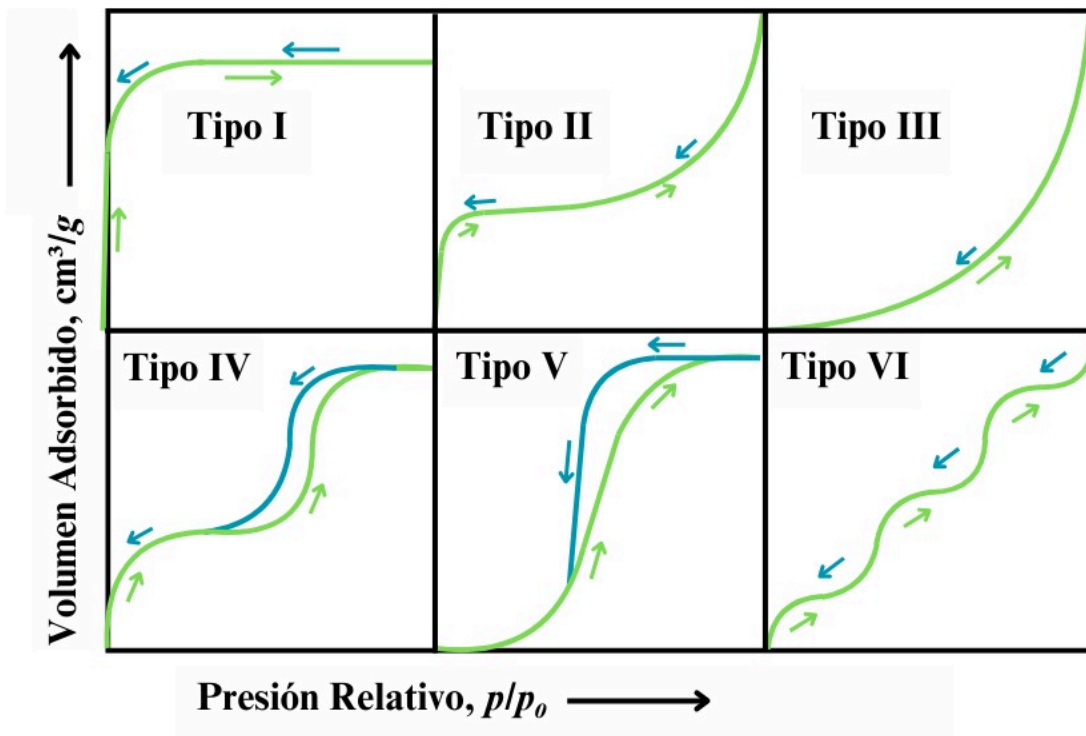 Volumen Adsorbido, cm³/g
Tipo I
Tipo II
Tipo III
Tipo IV
Tipo V
Tipo VI
Presión Relativo, p/p₀